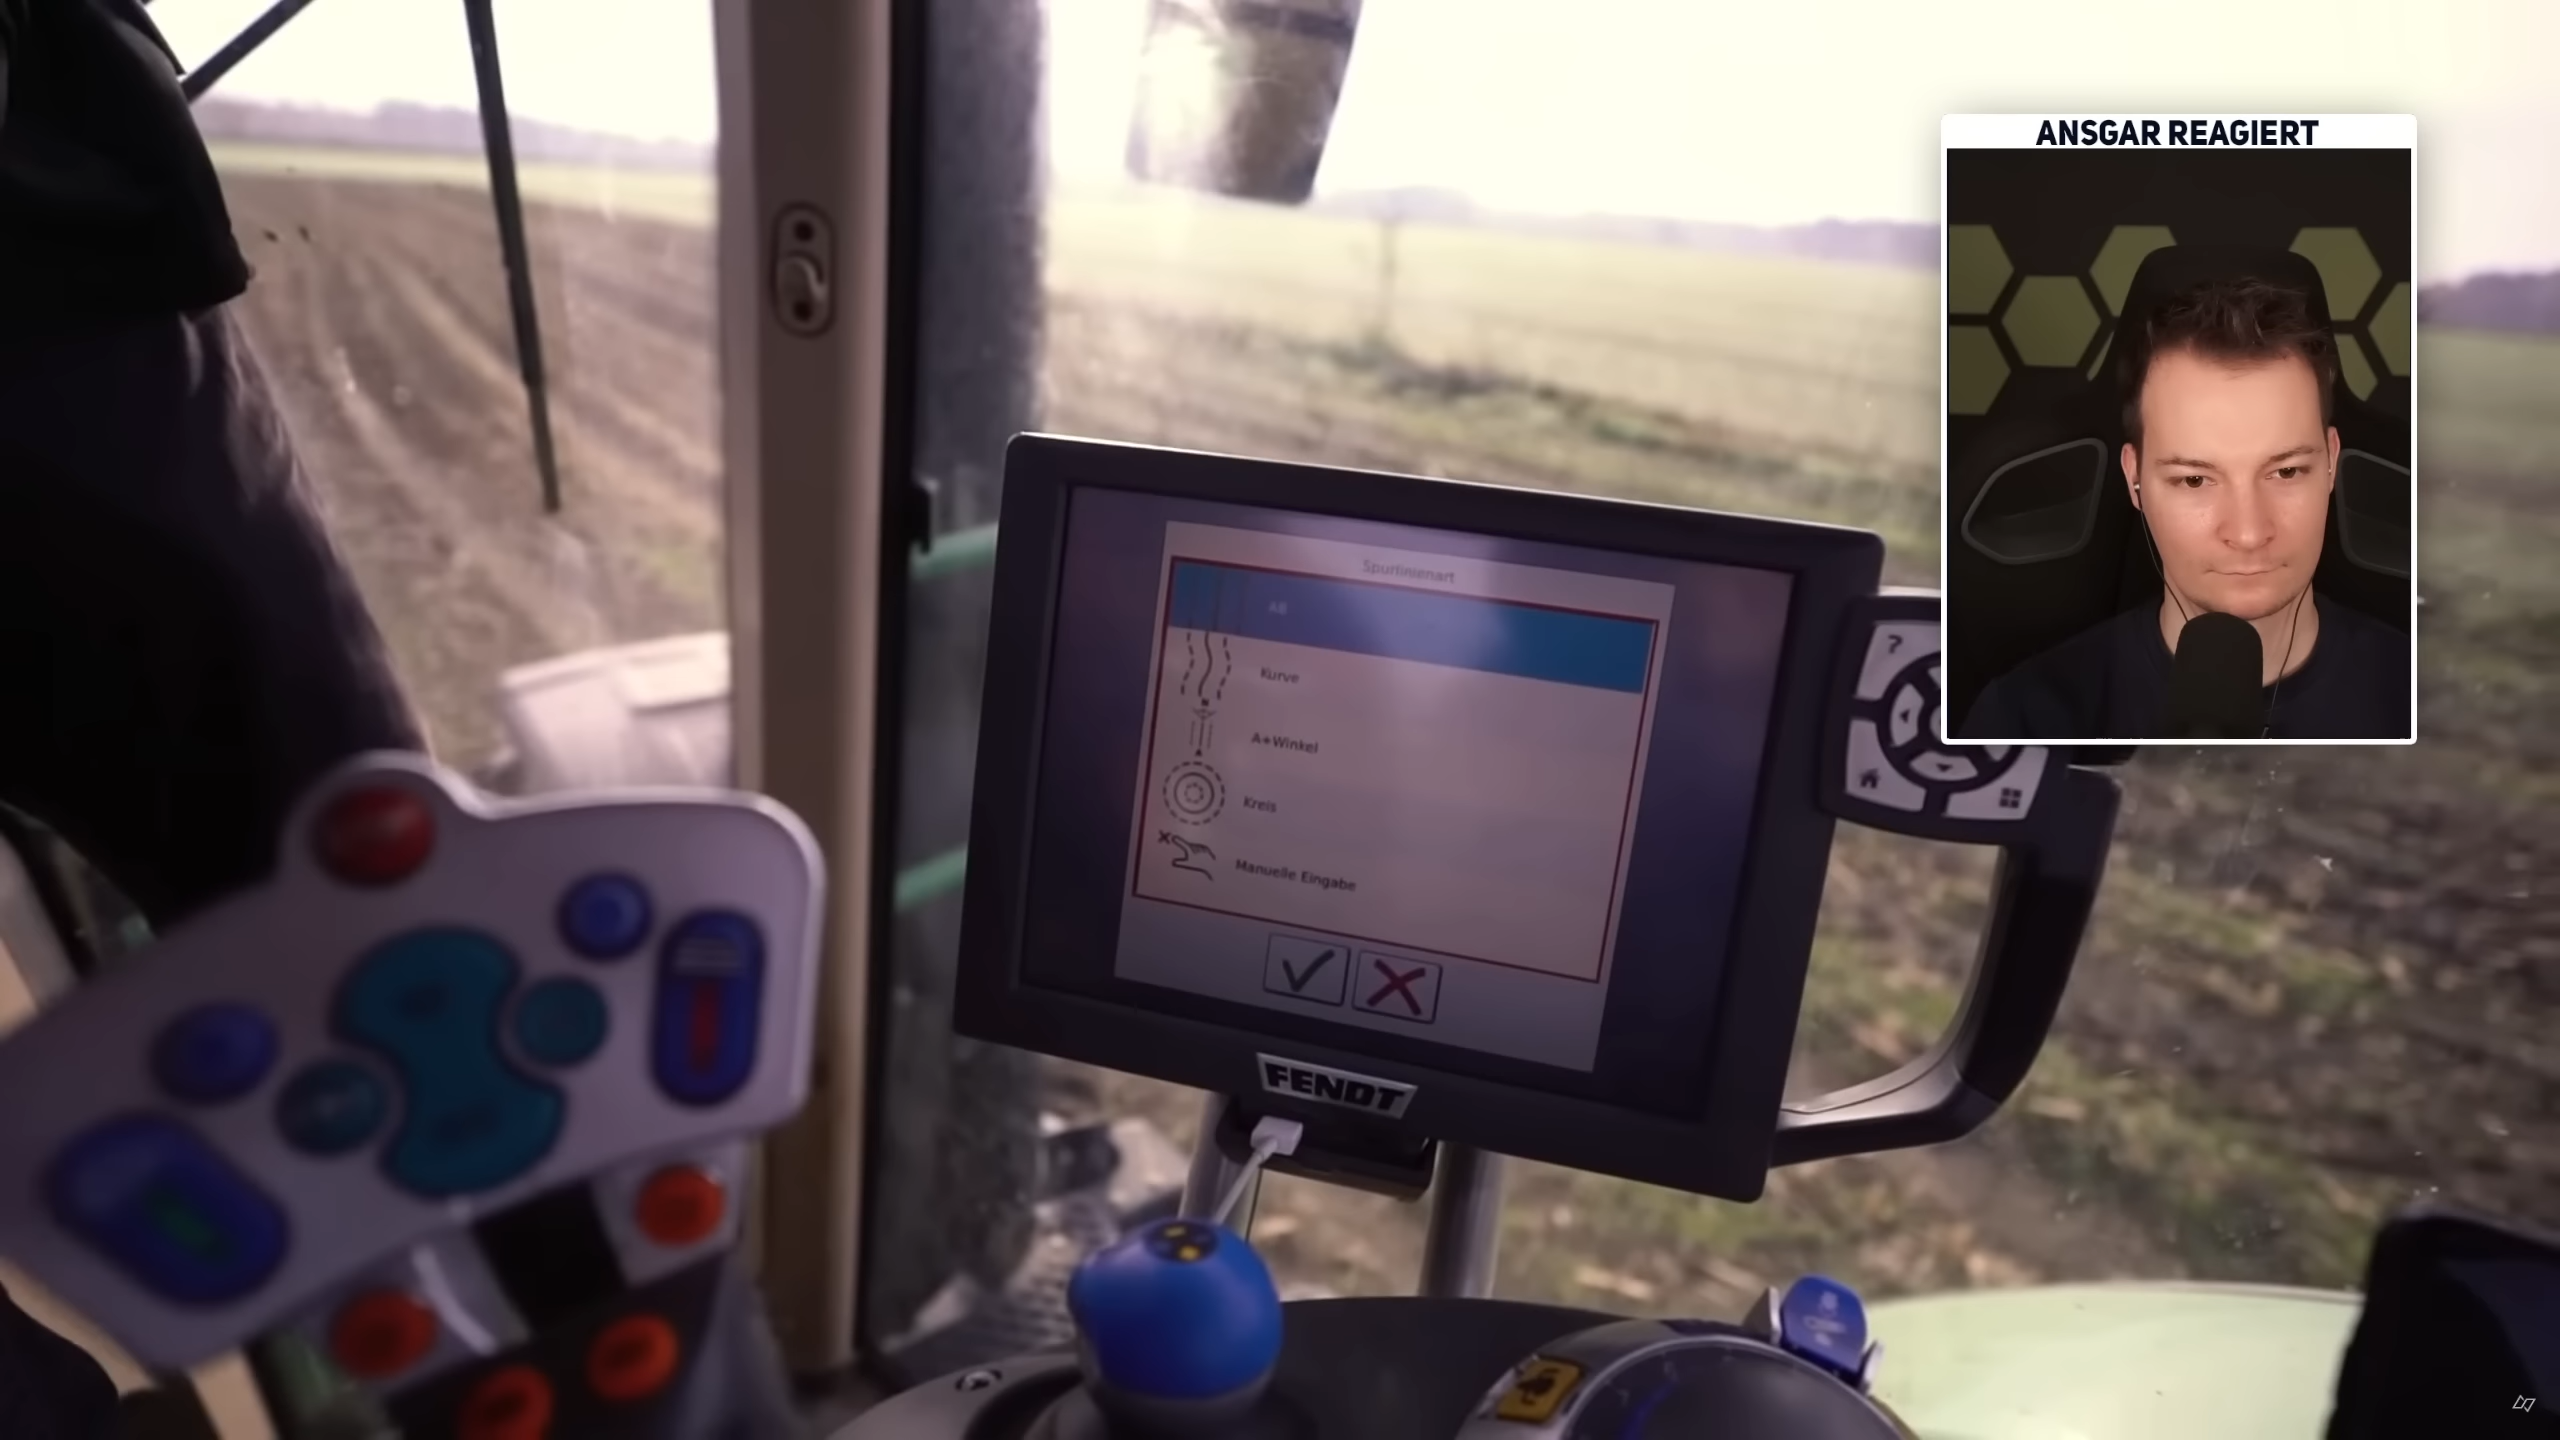 ANSGAR REAGIERT
Spurlinienart
AB
Kurve
A+Winkel
Kreis
Manuelle Eingabe
FENDT
?